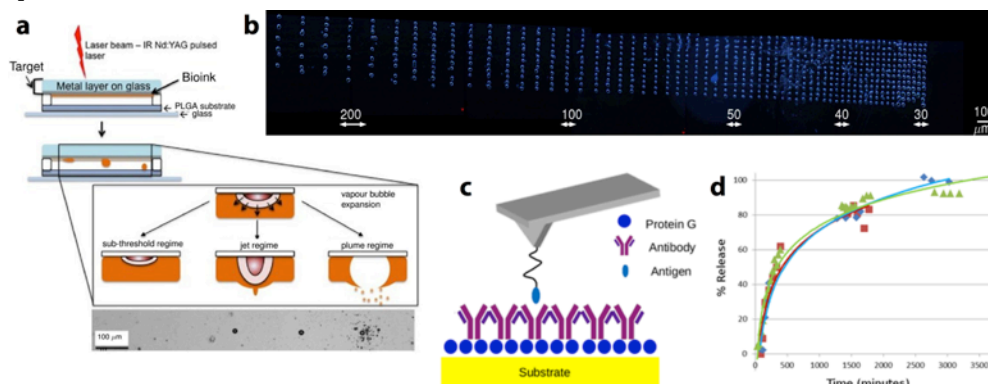 a
Laser beam – IR Nd:YAG pulsed
laser
Target
Bioink
Metal layer on glass
PLGA substrate
glass
vapour bubble
expansion
sub-threshold regime
jet regime
plume regime
100 µm
b
200
100
50
40
30
µm
c
Protein G
Antibody
Antigen
Substrate
d
% Release
100
80
60
40
20
0
0
500
1000
1500
2000
2500
3000
Time (minutes)